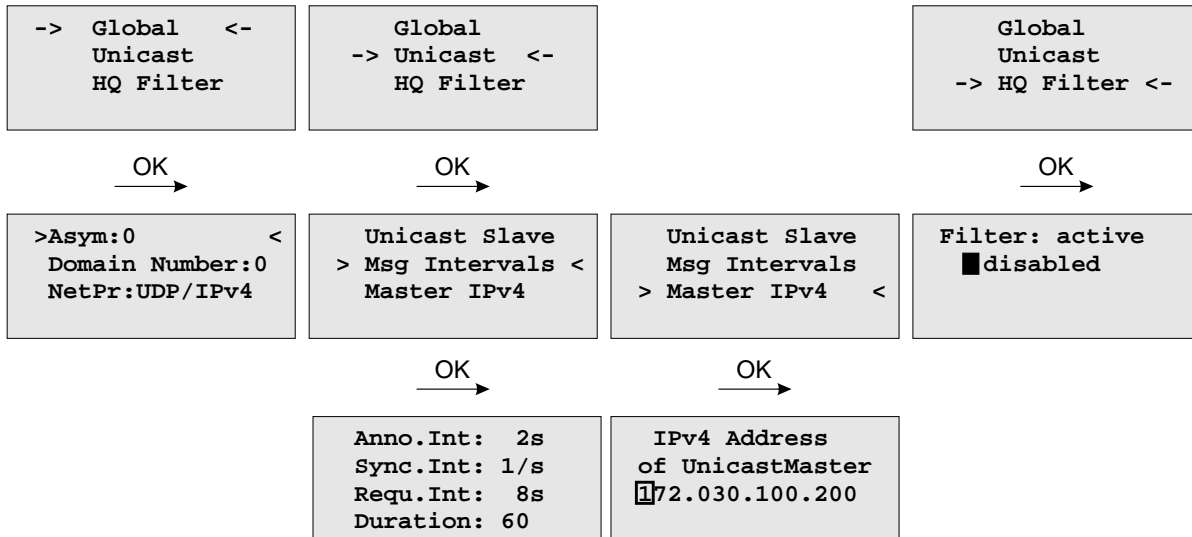 -> Global <-
Unicast
HQ Filter
Global
-> Unicast <-
HQ Filter
Global
Unicast
-> HQ Filter <-
OK
OK
OK
>Asym:0 <
Domain Number:0
NetPr:UDP/IPv4
Unicast Slave
> Msg Intervals <
Master IPv4
Unicast Slave
Msg Intervals
> Master IPv4 <
Filter: active
disabled
OK
OK
Anno.Int: 2s
Sync.Int: 1/s
Requ.Int: 8s
Duration: 60
IPv4 Address
of UnicastMaster
172.030.100.200